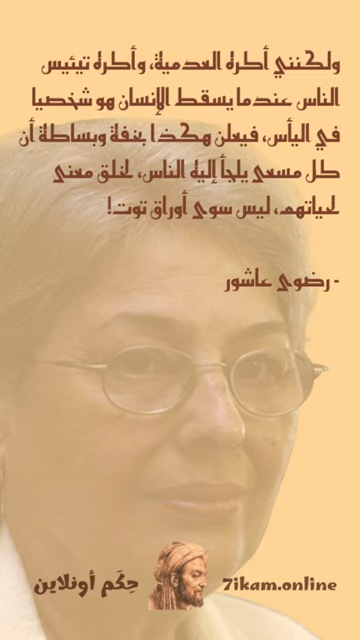 ولكنني أكره العدمية، وأكره تيئيس
الناس عندما يسقط الإنسان هو شخصيا
في اليأس، فيعلن هكذا بخفة وبساطة أن
كل مسعى يلجأ إليه الناس، لخلق معنى
لحياتهم، ليس سوى أوراق توت!
- رضوى عاشور
حِكَم أونلاين
7ikam.online